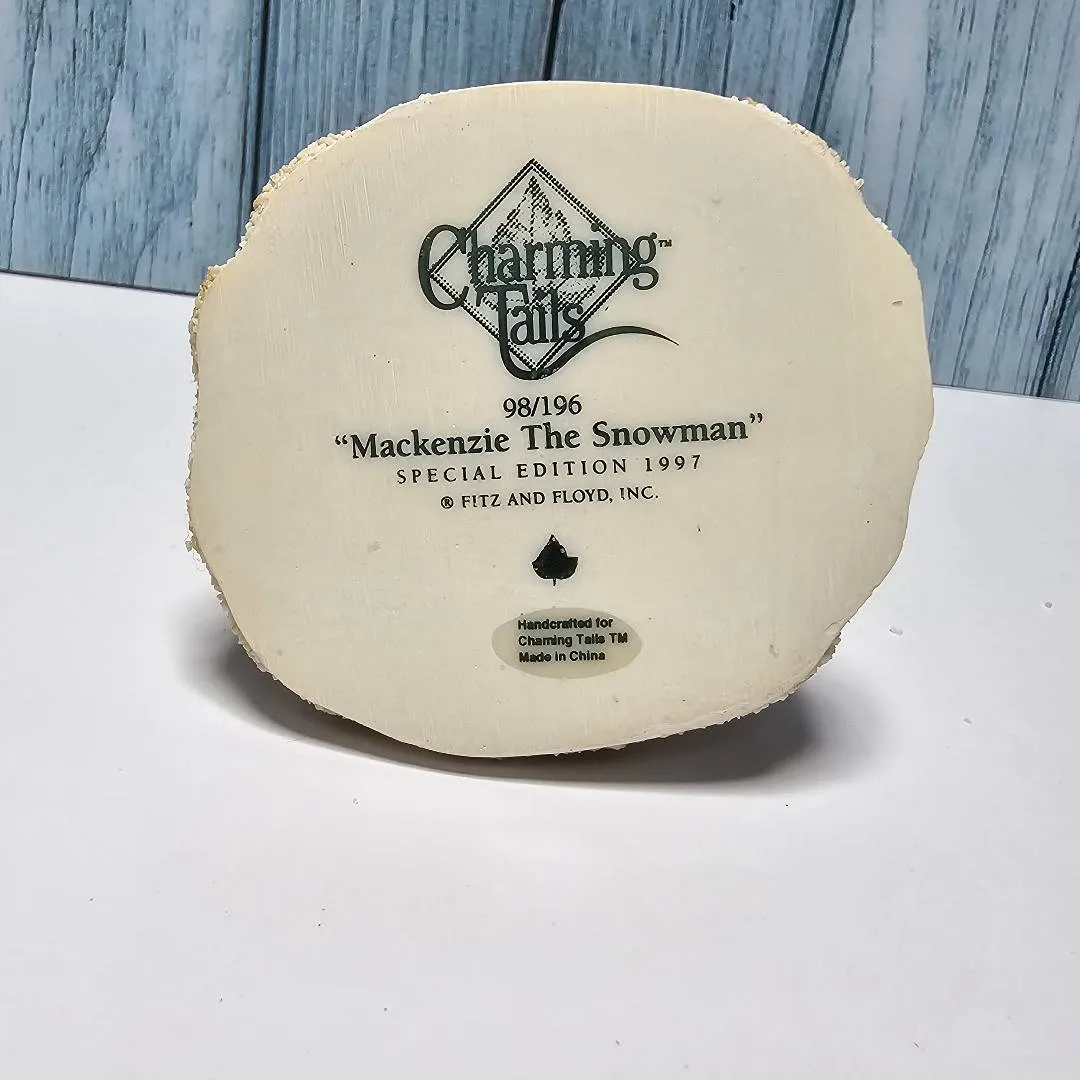 Charming™
Tails
98/196
“Mackenzie The Snowman”
SPECIAL EDITION 1997
® FITZ AND FLOYD, INC.
Handcrafted for
Charming Tails TM
Made in China